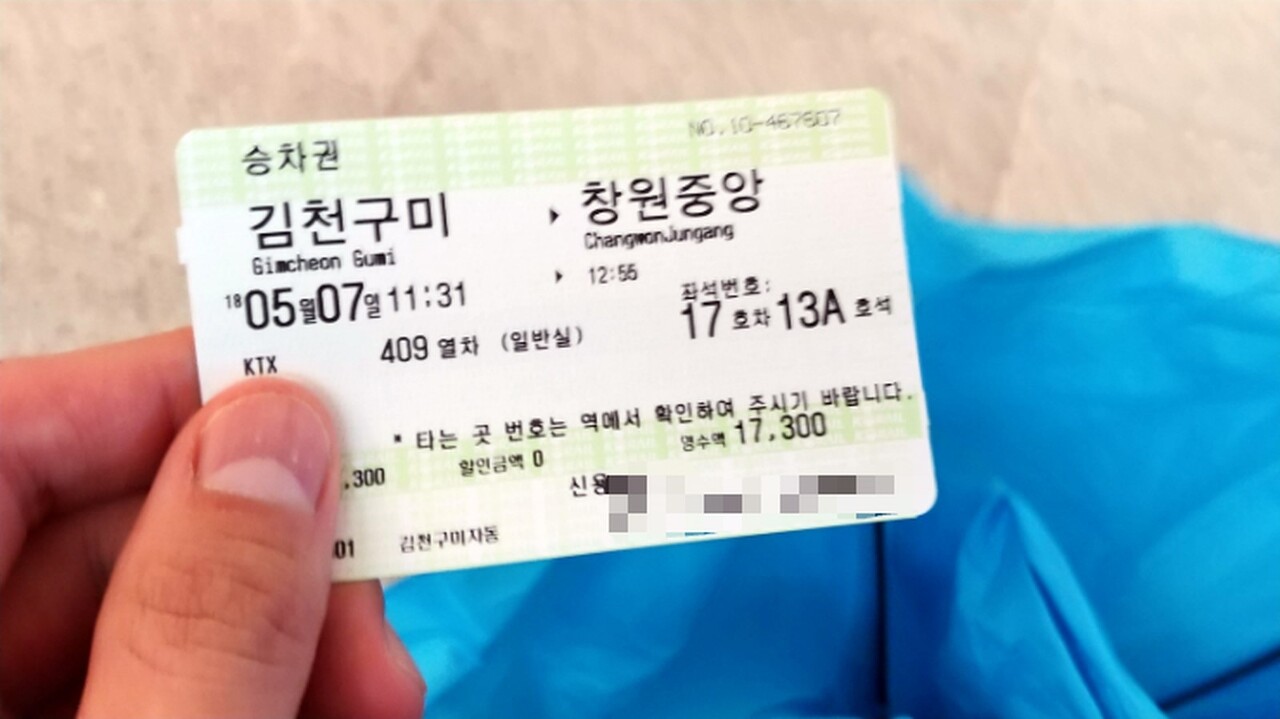 승차권 NO.10-467607
김천구미 ▶ 창원중앙
Gimcheon Gumi ChangwonJungang
18 05월07일 11:31 ▶ 12:55
좌석번호:
KTX 409 열차 (일반실) 17 호차 13A 호석
* 타는 곳 번호는 역에서 확인하여 주시기 바랍니다.
,300 할인금액 0 영수액 17,300
신용
01 김천구미자동